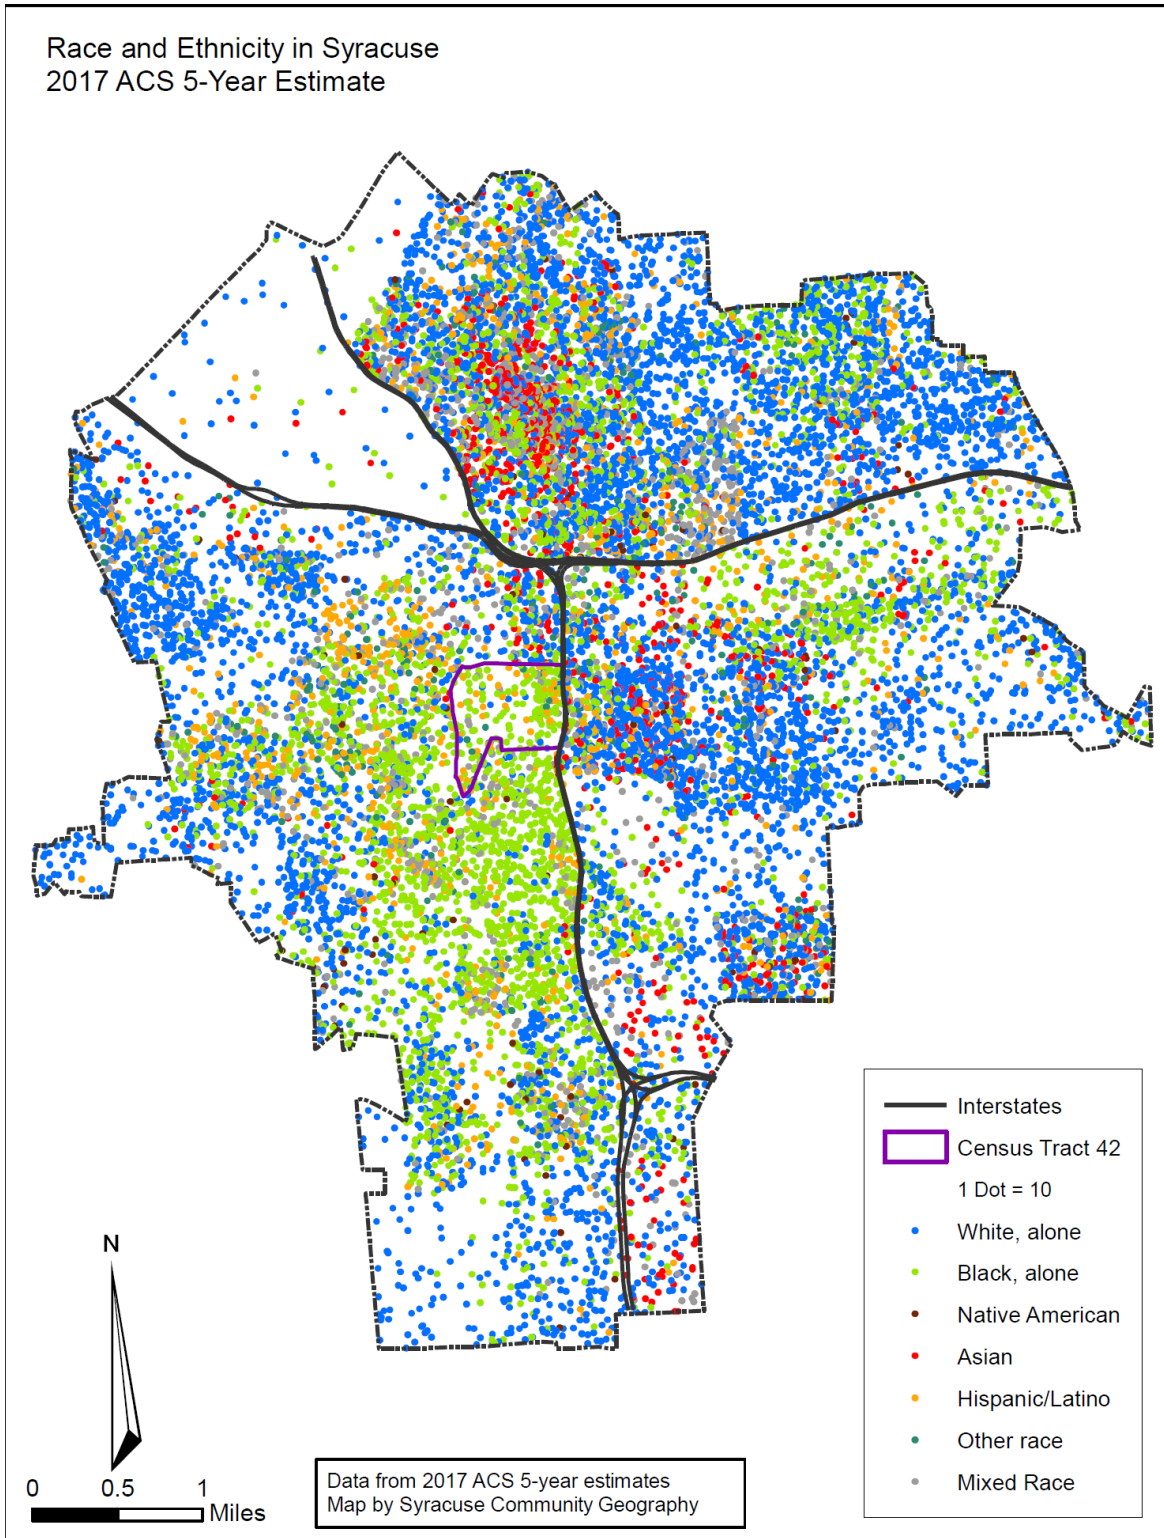 Race and Ethnicity in Syracuse
2017 ACS 5-Year Estimate
Interstates
Census Tract 42
1 Dot = 10
White, alone
Black, alone
Native American
Asian
Hispanic/Latino
Other race
Mixed Race
N
0 0.5 1
Miles
Data from 2017 ACS 5-year estimates
Map by Syracuse Community Geography